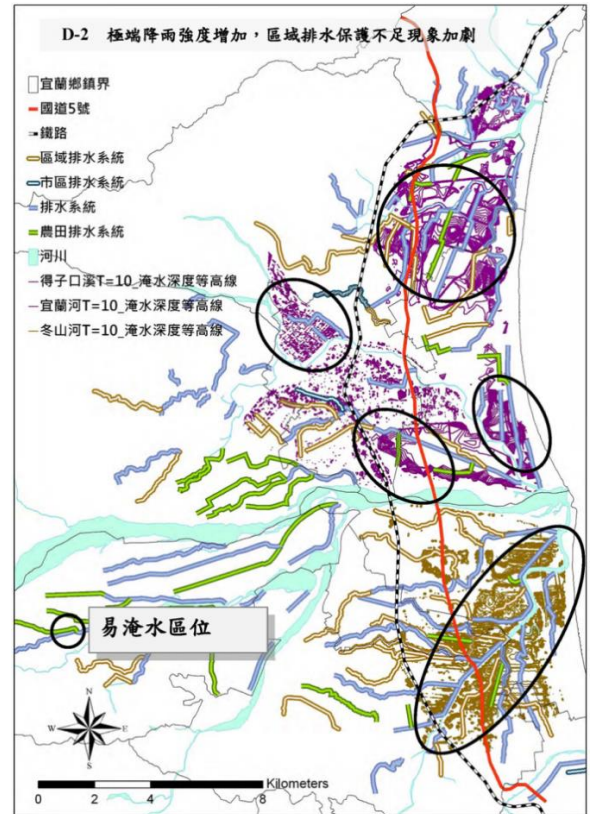 D-2 極端降雨強度增加，區域排水保護不足現象加劇
宜蘭鄉鎮界
國道5號
鐵路
區域排水系統
市區排水系統
排水系統
農田排水系統
河川
得子口溪T=10_淹水深度等高線
宜蘭河T=10_淹水深度等高線
冬山河T=10_淹水深度等高線
易淹水區位
N
W E
S
Kilometers
0 2 4 8